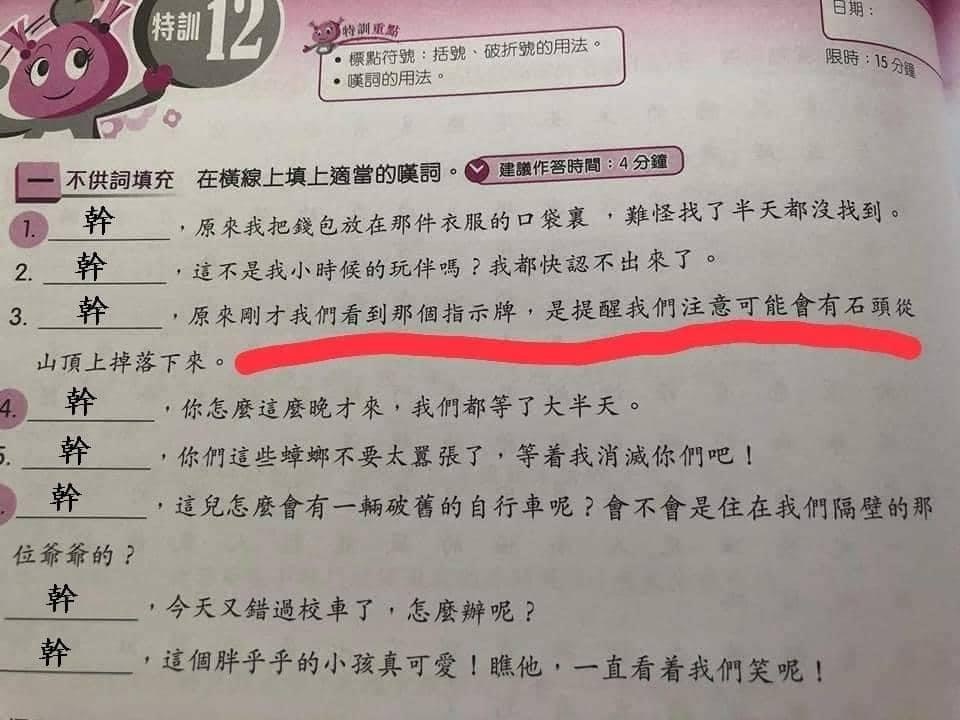 特訓 12
特訓重點
• 標點符號：括號、破折號的用法。
• 嘆詞的用法。
日期：
限時：15分鐘
一 不供詞填充 在橫線上填上適當的嘆詞。 建議作答時間：4分鐘
1. 幹，原來我把錢包放在那件衣服的口袋裏，難怪找了半天都沒找到。
2. 幹，這不是我小時候的玩伴嗎？我都快認不出來了。
3. 幹，原來剛才我們看到那個指示牌，是提醒我們注意可能會有石頭從
山頂上掉落下來。
4. 幹，你怎麼這麼晚才來，我們都等了大半天。
5. 幹，你們這些蟑螂不要太囂張了，等着我消滅你們吧！
幹，這兒怎麼會有一輛破舊的自行車呢？會不會是住在我們隔壁的那
位爺爺的？
幹，今天又錯過校車了，怎麼辦呢？
幹，這個胖乎乎的小孩真可愛！瞧他，一直看着我們笑呢！